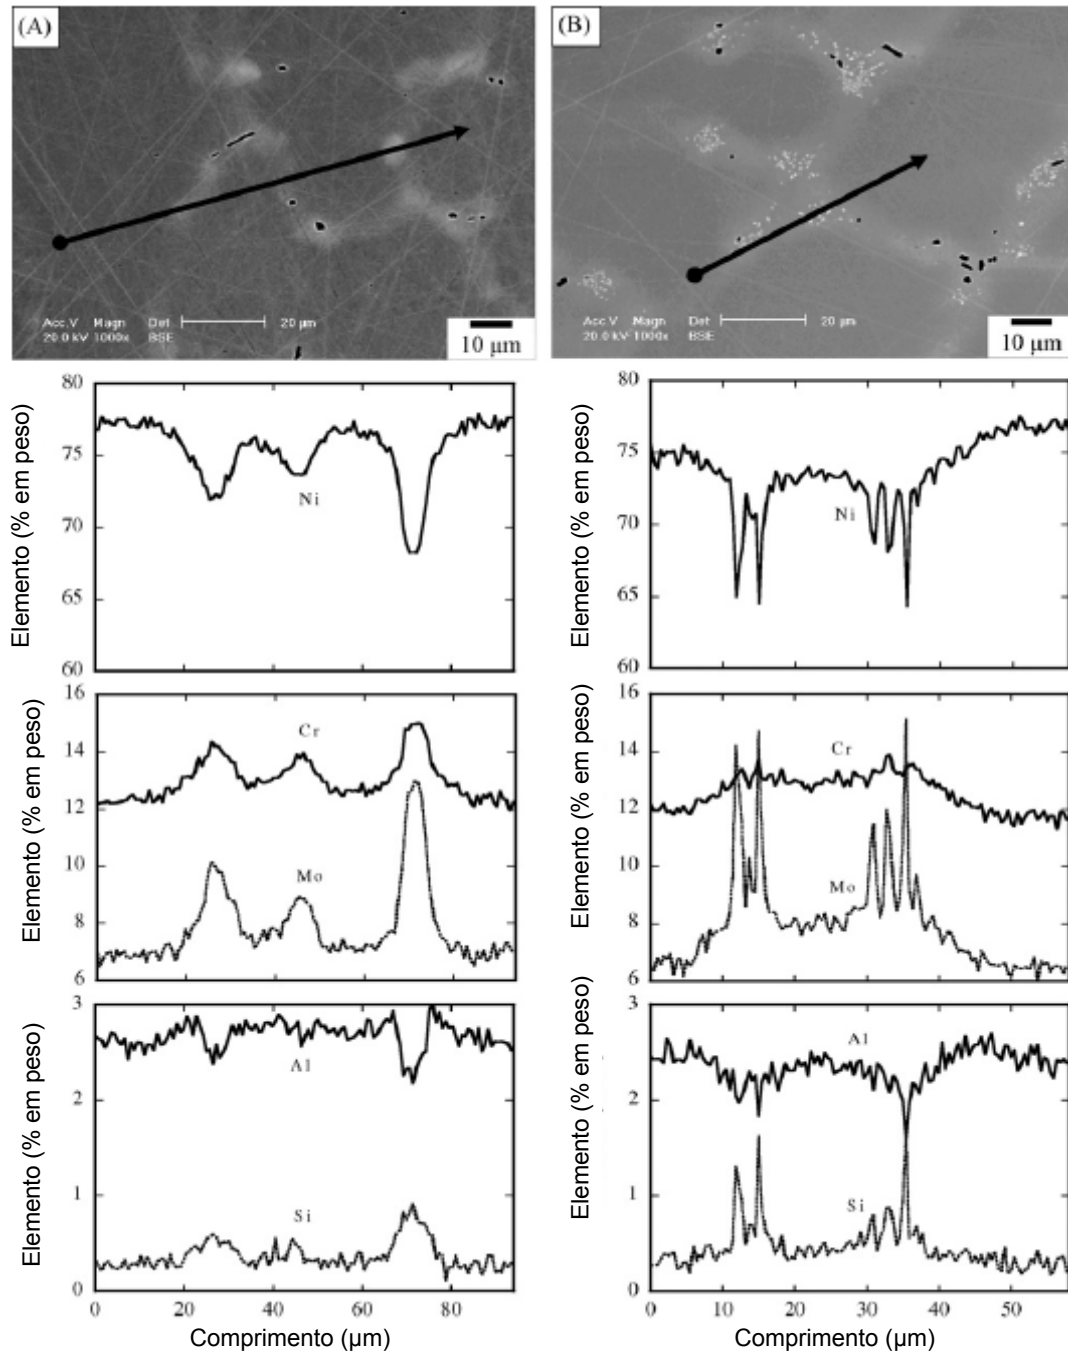 (A)
Acc.V Magn Det 20 µm
20.0 kV 1000x BSE
10 µm
(B)
Acc.V Magn Det 20 µm
20.0 kV 1000x BSE
10 µm
Elemento (% em peso)
80
75
70
65
60
Ni
Elemento (% em peso)
80
75
70
65
60
Ni
Elemento (% em peso)
16
14
12
10
8
6
Cr
Mo
Elemento (% em peso)
16
14
12
10
8
6
Cr
Mo
Elemento (% em peso)
3
2
1
0
Al
Si
0 20 40 60 80
Comprimento (µm)
Elemento (% em peso)
3
2
1
0
Al
Si
0 10 20 30 40 50
Comprimento (µm)